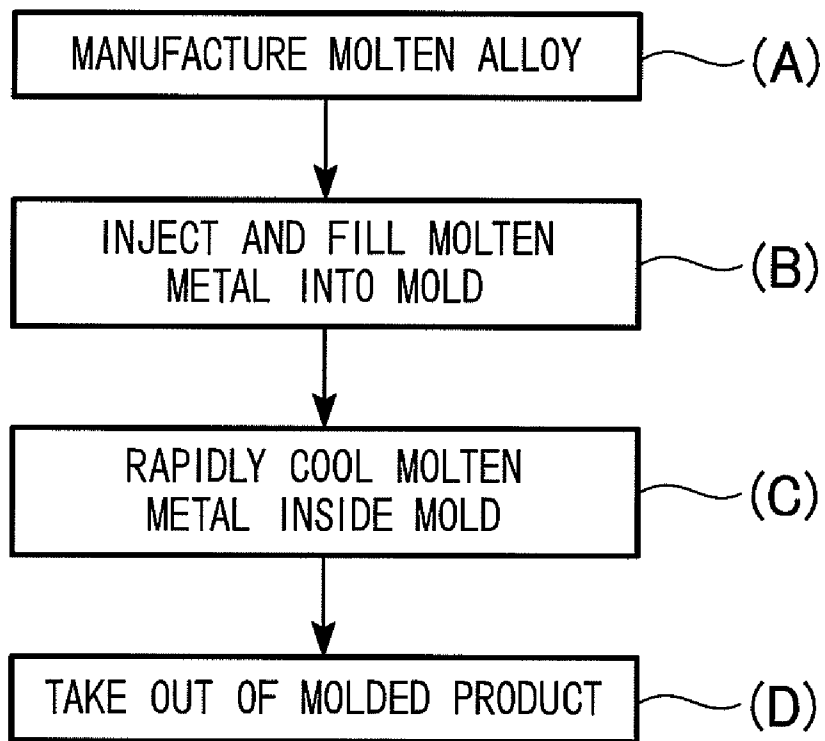 MANUFACTURE MOLTEN ALLOY
(A)
INJECT AND FILL MOLTEN
METAL INTO MOLD
(B)
RAPIDLY COOL MOLTEN
METAL INSIDE MOLD
(C)
TAKE OUT OF MOLDED PRODUCT
(D)